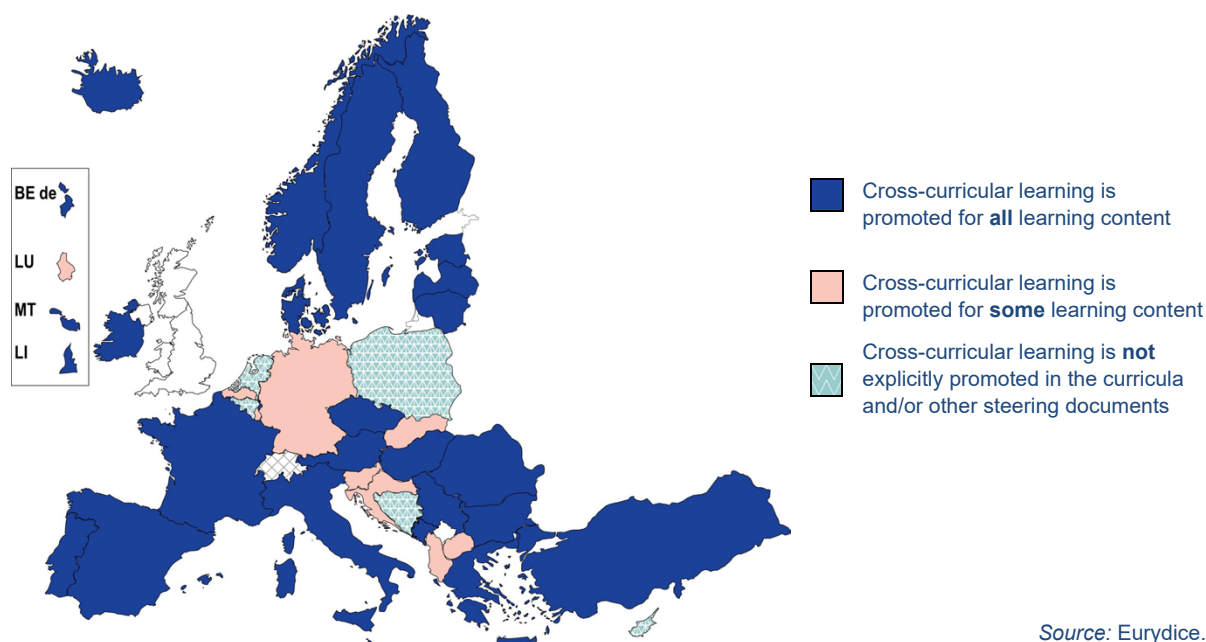 BE de
LU
MT
LI
Cross-curricular learning is
promoted for all learning content
Cross-curricular learning is
promoted for some learning content
Cross-curricular learning is not
explicitly promoted in the curricula
and/or other steering documents
Source: Eurydice.